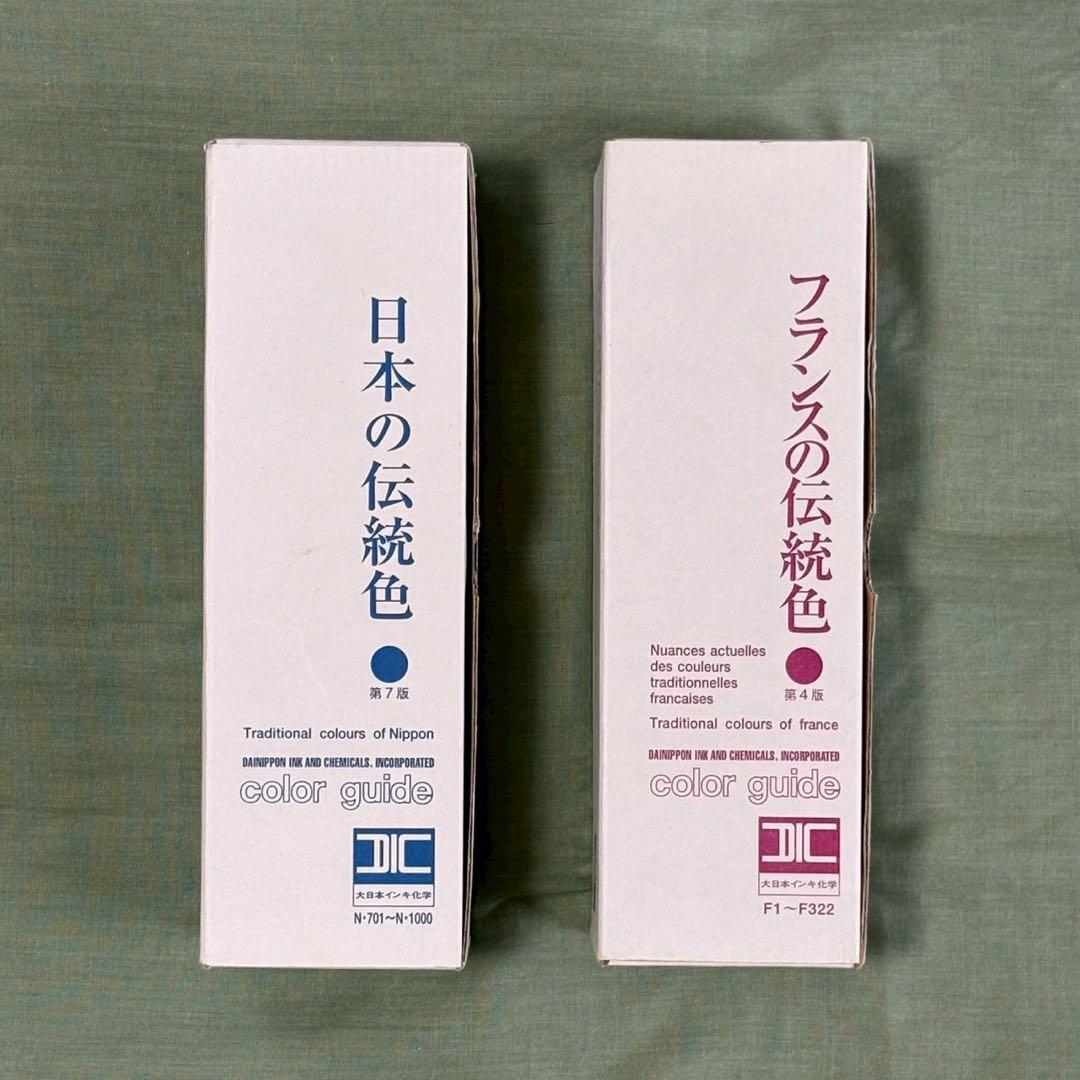 日本の伝統色
第7版
Traditional colours of Nippon
DAINIPPON INK AND CHEMICALS, INCORPORATED
color guide
DIC
大日本インキ化学
N・701〜N・1000
フランスの伝統色
第4版
Nuances actuelles
des couleurs
traditionnelles
francaises
Traditional colours of france
DAINIPPON INK AND CHEMICALS, INCORPORATED
color guide
DIC
大日本インキ化学
F1〜F322